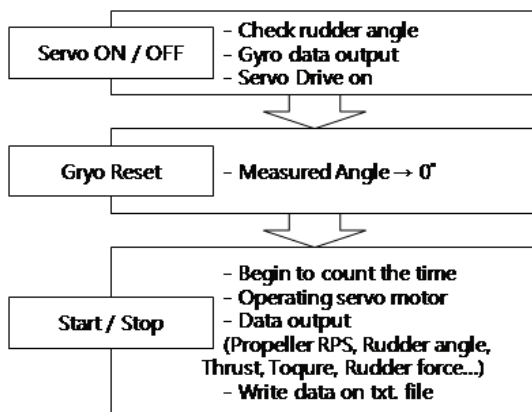 Servo ON / OFF
- Check rudder angle
- Gyro data output
- Servo Drive on
Gryo Reset
- Measured Angle → 0˚
Start / Stop
- Begin to count the time
- Operating servo motor
- Data output
(Propeller RPS, Rudder angle,
Thrust, Toqure, Rudder force...)
- Write data on txt. file